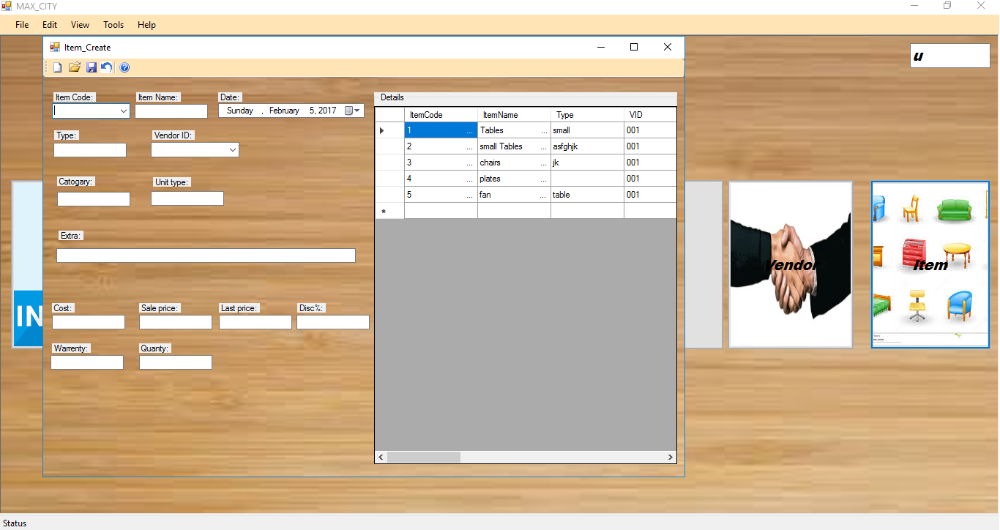 MAX_CITY
File Edit View Tools Help
Item_Create
u
Item Code: Item Name: Date:
Sunday , February 5, 2017
Type: Vendor ID:
Catogary: Unit type:
Extra:
Cost: Sale price: Last price: Disc%:
Warrenty: Quanty:
Details
ItemCode ItemName Type VID
1 ... Tables ... small 001
2 ... small Tables ... asfghjk 001
3 ... chairs ... jk 001
4 ... plates ... 001
5 ... fan ... table 001
*
IN
Vendor
Item
Status